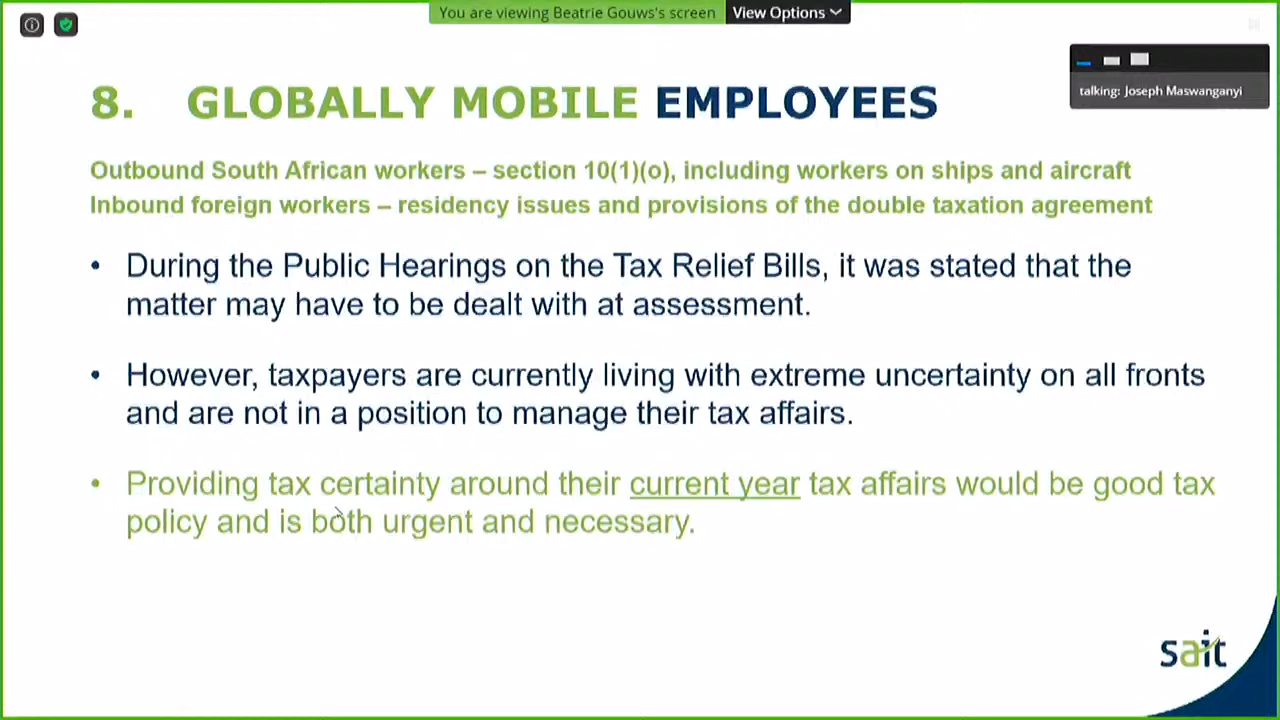 You are viewing Beatrie Gouws's screen View Options
talking: Joseph Maswanganyi
8. GLOBALLY MOBILE EMPLOYEES
Outbound South African workers – section 10(1)(o), including workers on ships and aircraft
Inbound foreign workers – residency issues and provisions of the double taxation agreement
• During the Public Hearings on the Tax Relief Bills, it was stated that the
matter may have to be dealt with at assessment.
• However, taxpayers are currently living with extreme uncertainty on all fronts
and are not in a position to manage their tax affairs.
• Providing tax certainty around their current year tax affairs would be good tax
policy and is both urgent and necessary.
sait